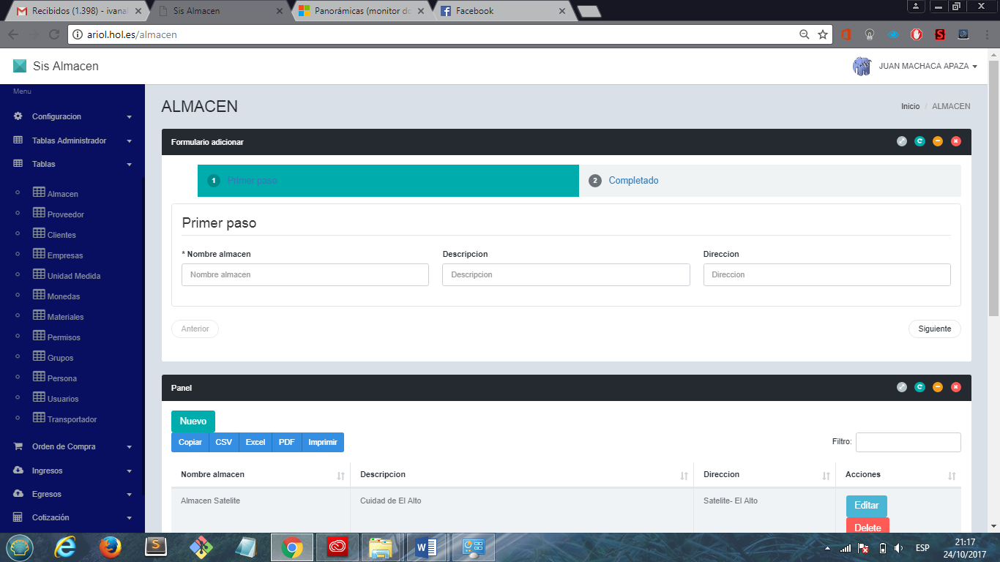 Recibidos (1.398) - ivanal
Sis Almacen
Panorámicas (monitor do
Facebook
ariol.hol.es/almacen
Sis Almacen
JUAN MACHACA APAZA
Menu
Configuracion
Tablas Administrador
Tablas
Almacen
Proveedor
Clientes
Empresas
Unidad Medida
Monedas
Materiales
Permisos
Grupos
Persona
Usuarios
Transportador
Orden de Compra
Ingresos
Egresos
Cotización
ALMACEN
Inicio / ALMACEN
Formulario adicionar
1 Primer paso
2 Completado
Primer paso
* Nombre almacen Descripcion Direccion
Nombre almacen Descripcion Direccion
Anterior Siguiente
Panel
Nuevo
Copiar CSV Excel PDF Imprimir
Filtro:
Nombre almacen Descripcion Direccion Acciones
Almacen Satelite Cuidad de El Alto Satelite- El Alto Editar
Delete
ESP
21:17
24/10/2017